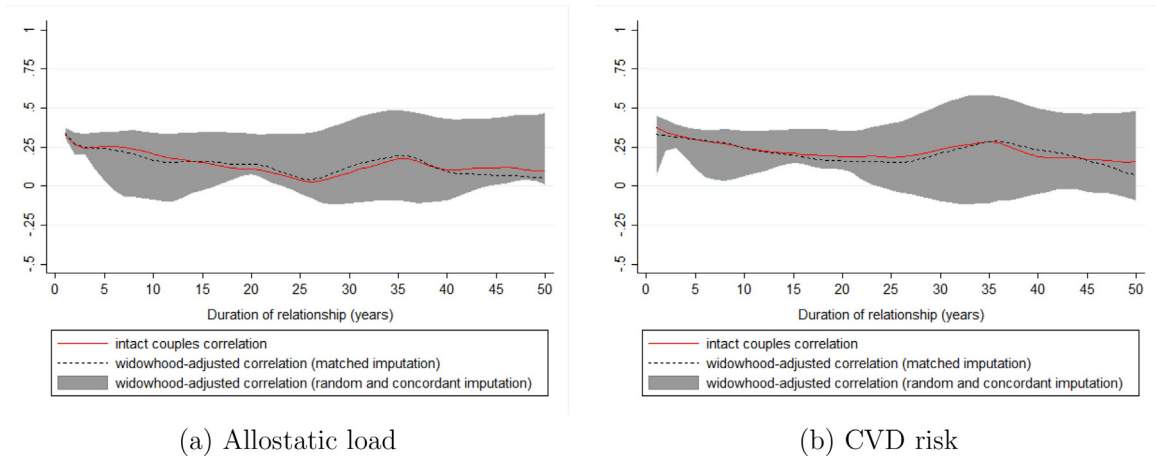 1
.75
.5
.25
0
-.25
-.5
0 5 10 15 20 25 30 35 40 45 50
Duration of relationship (years)
intact couples correlation
widowhood-adjusted correlation (matched imputation)
widowhood-adjusted correlation (random and concordant imputation)
(a) Allostatic load
1
.75
.5
.25
0
-.25
-.5
0 5 10 15 20 25 30 35 40 45 50
Duration of relationship (years)
intact couples correlation
widowhood-adjusted correlation (matched imputation)
widowhood-adjusted correlation (random and concordant imputation)
(b) CVD risk